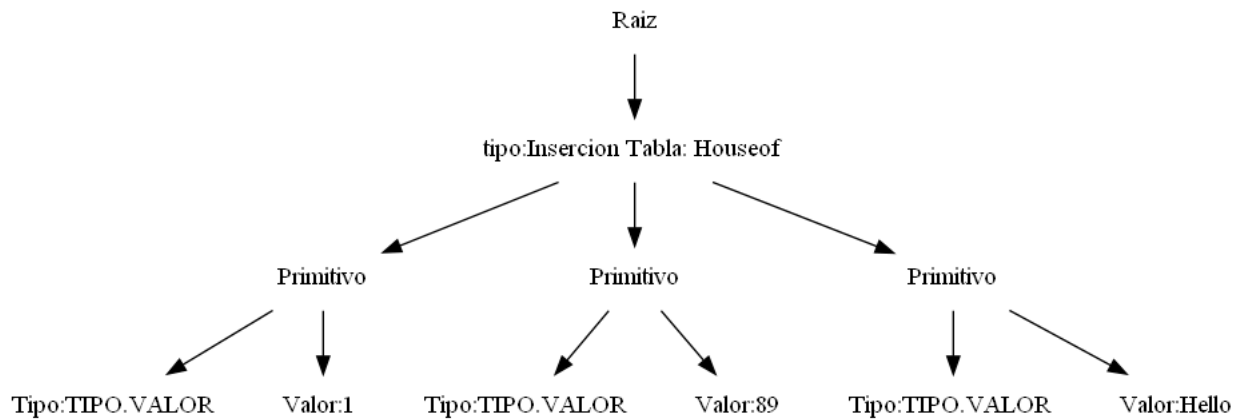 Raiz
tipo:Insercion Tabla: Houseof
Primitivo Primitivo Primitivo
Tipo:TIPO.VALOR Valor:1 Tipo:TIPO.VALOR Valor:89 Tipo:TIPO.VALOR Valor:Hello